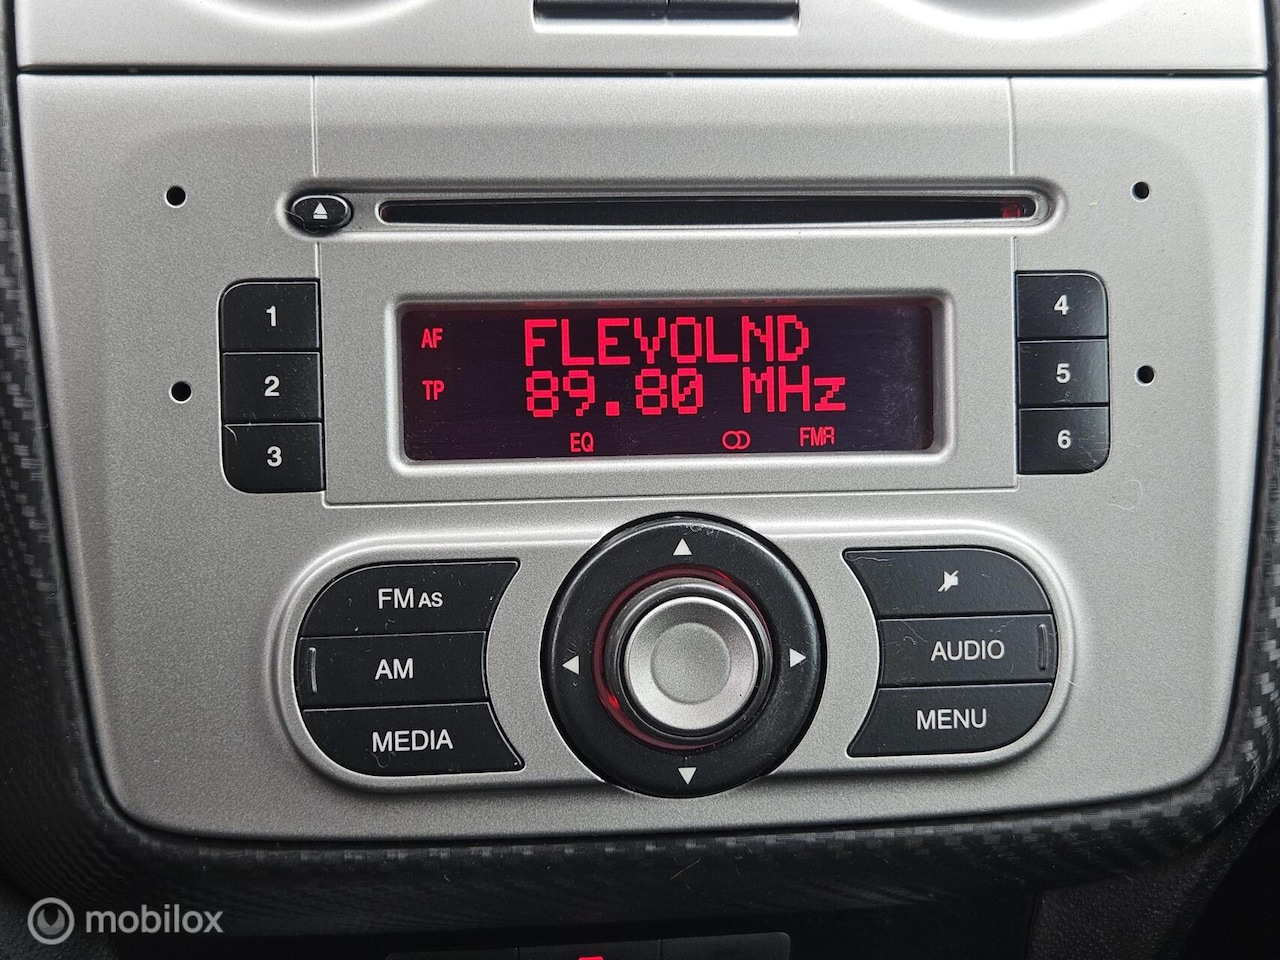 1
2
3
4
5
6
AF
FLEVOLND
TP
89.80 MHz
EQ
FMA
FM AS
AM
MEDIA
AUDIO
MENU
mobilox